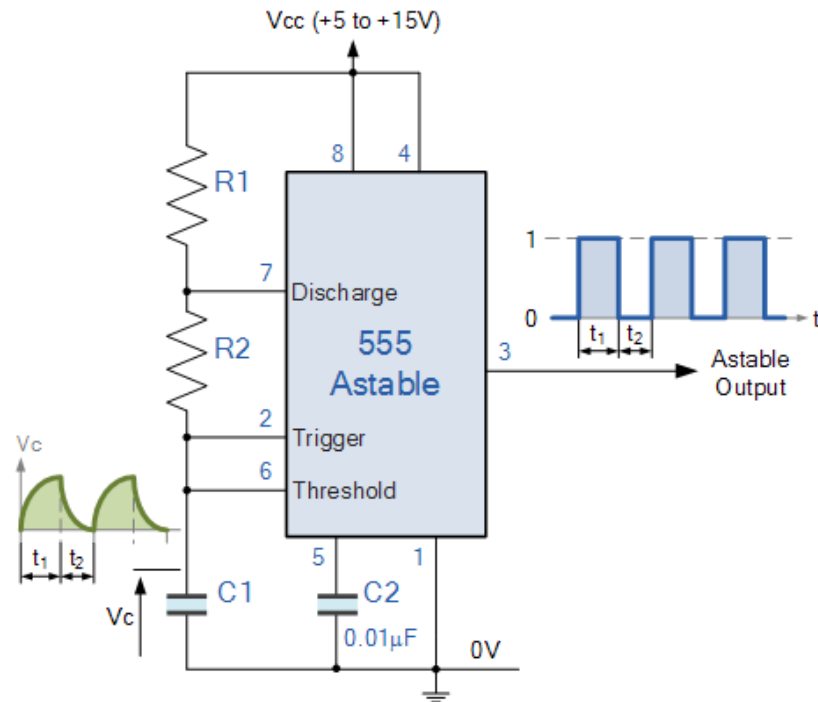 Vcc (+5 to +15V)
8
4
R1
7
Discharge
1
0
t
t₁
t₂
R2
555
Astable
3
Astable
Output
2
Trigger
6
Threshold
Vc
t₁
t₂
5
1
Vc
C1
C2
0.01µF
0V